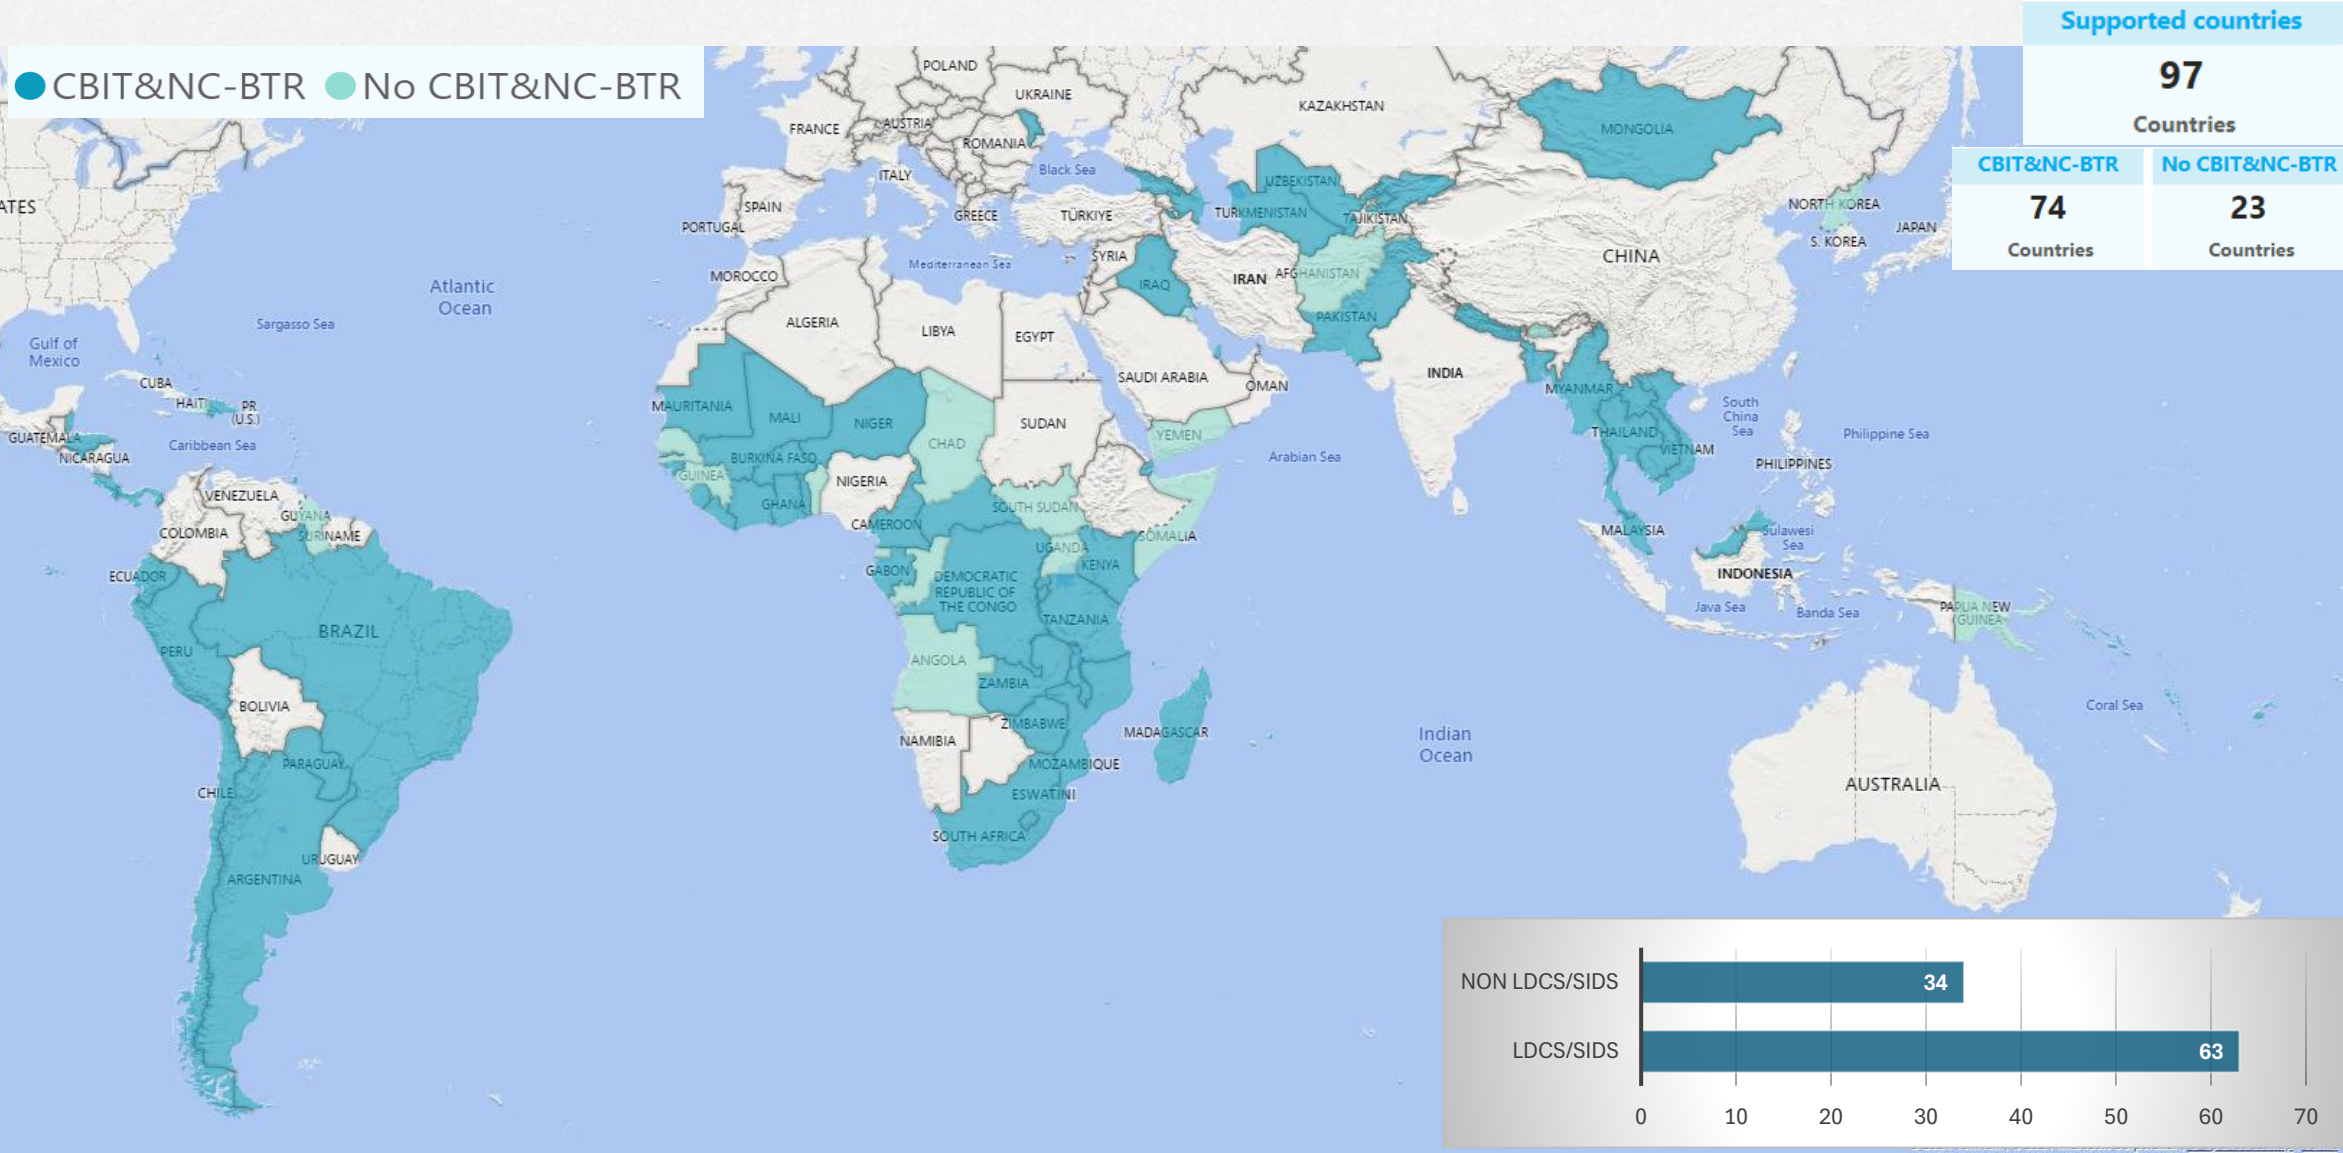 Supported countries
97
Countries
CBIT&NC-BTR
74
Countries
No CBIT&NC-BTR
23
Countries
CBIT&NC-BTR
No CBIT&NC-BTR
POLAND
UKRAINE
KAZAKHSTAN
FRANCE
AUSTRIA
ROMANIA
MONGOLIA
ITALY
Black Sea
UZBEKISTAN
ATES
SPAIN
PORTUGAL
GREECE
TÜRKIYE
TURKMENISTAN
TAJIKISTAN
NORTH KOREA
S. KOREA
JAPAN
Atlantic
Ocean
MOROCCO
Mediterranean Sea
SYRIA
IRAQ
IRAN
AFGHANISTAN
CHINA
Sargasso Sea
ALGERIA
LIBYA
EGYPT
PAKISTAN
Gulf of
Mexico
CUBA
HAITI
PR
(U.S.)
SAUDI ARABIA
OMAN
INDIA
MYANMAR
MAURITANIA
MALI
NIGER
CHAD
SUDAN
YEMEN
South
China
Sea
Philippine Sea
GUATEMALA
NICARAGUA
Caribbean Sea
BURKINA FASO
Arabian Sea
THAILAND
VIETNAM
PHILIPPINES
VENEZUELA
GUYANA
COLOMBIA
SURINAME
GUINEA
GHANA
NIGERIA
CAMEROON
SOUTH SUDAN
SOMALIA
MALAYSIA
Sulawesi
Sea
ECUADOR
GABON
DEMOCRATIC
REPUBLIC OF
THE CONGO
UGANDA
KENYA
INDONESIA
Java Sea
Banda Sea
PAPUA NEW
GUINEA
BRAZIL
PERU
TANZANIA
ANGOLA
ZAMBIA
BOLIVIA
ZIMBABWE
NAMIBIA
MADAGASCAR
Indian
Ocean
Coral Sea
PARAGUAY
CHILE
MOZAMBIQUE
ESWATINI
AUSTRALIA
SOUTH AFRICA
URUGUAY
ARGENTINA
NON LDCS/SIDS
34
LDCS/SIDS
63
0 10 20 30 40 50 60 70